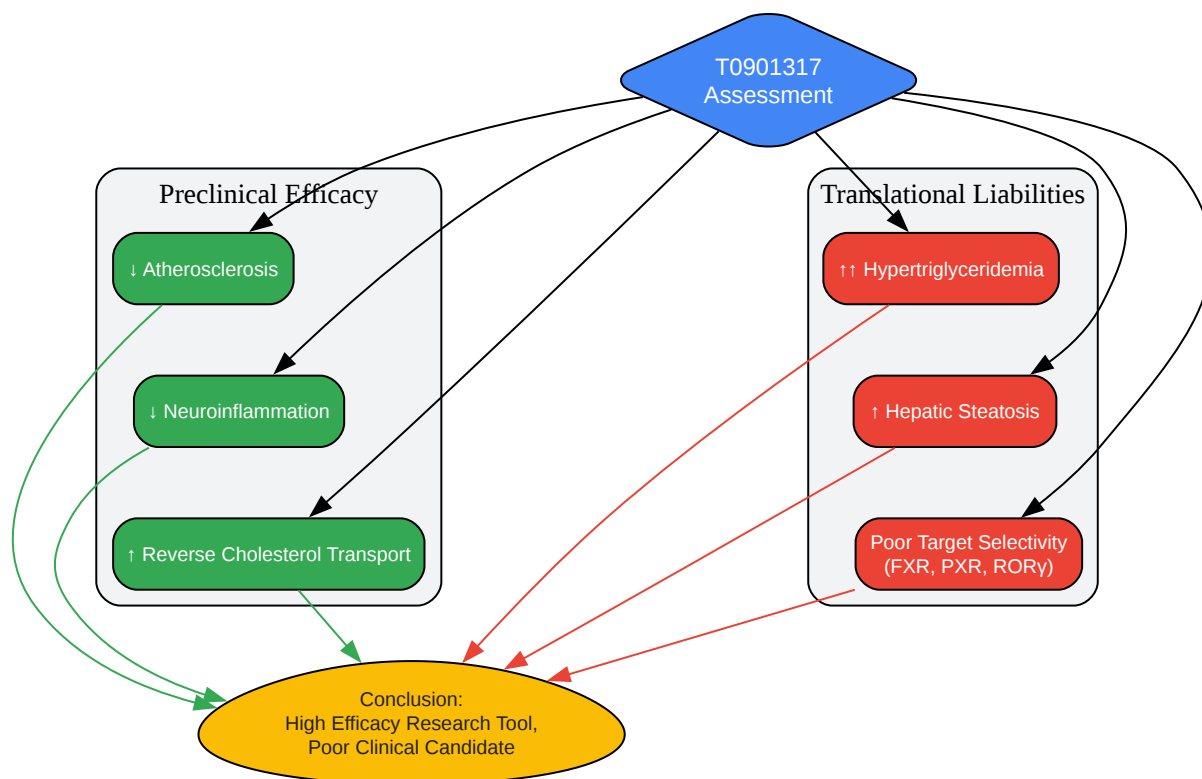 T0901317
Assessment
Preclinical Efficacy
↓ Atherosclerosis
↓ Neuroinflammation
↑ Reverse Cholesterol Transport
Translational Liabilities
↑↑ Hypertriglyceridemia
↑ Hepatic Steatosis
Poor Target Selectivity
(FXR, PXR, RORγ)
Conclusion:
High Efficacy Research Tool,
Poor Clinical Candidate